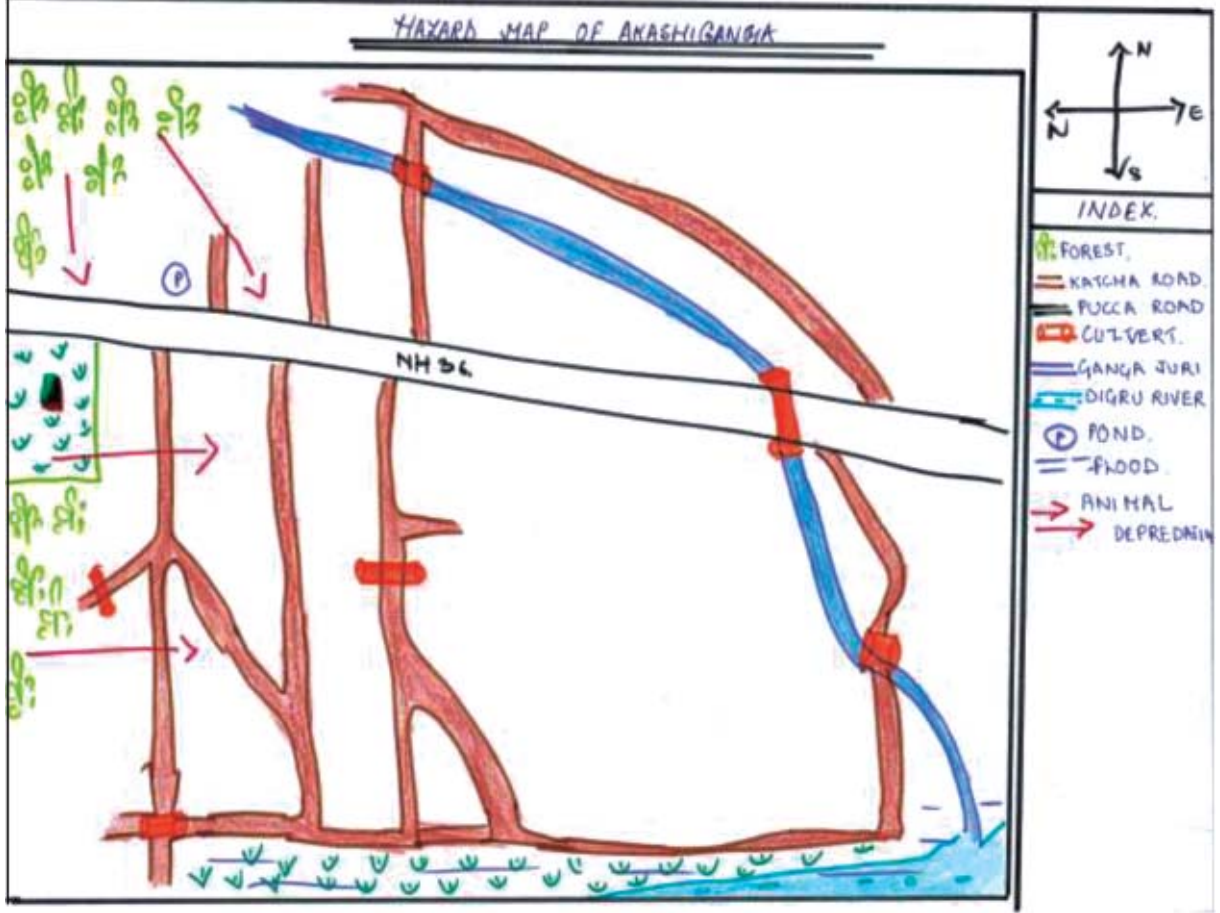 HAZARD MAP OF AKASHIGANGA
N
N E
S
INDEX.
FOREST.
KATCHA ROAD.
PUCCA ROAD
CULVERT.
GANGA JURI
DIGRU RIVER
P POND.
FLOOD.
ANIMAL
DEPREDATION
P
NH 36.